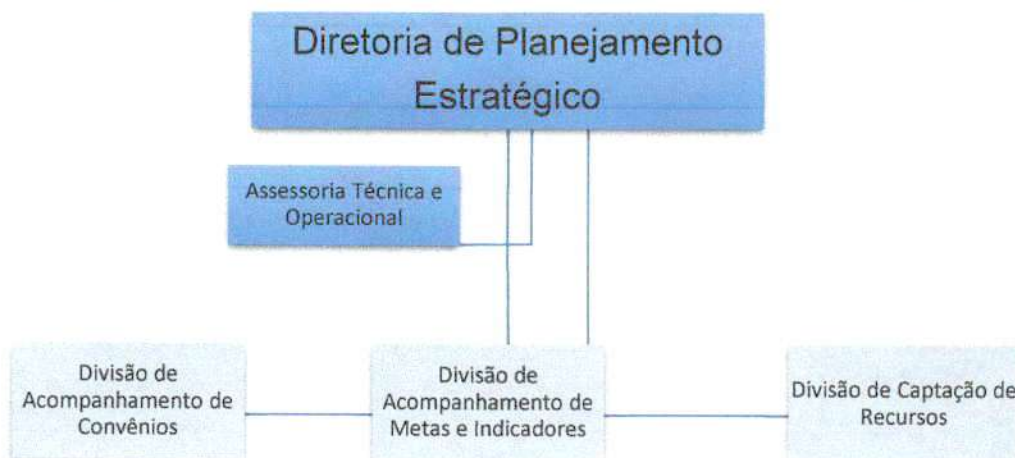 Diretoria de Planejamento
Estratégico
Assessoria Técnica e
Operacional
Divisão de
Acompanhamento de
Convênios
Divisão de
Acompanhamento de
Metas e Indicadores
Divisão de Captação de
Recursos